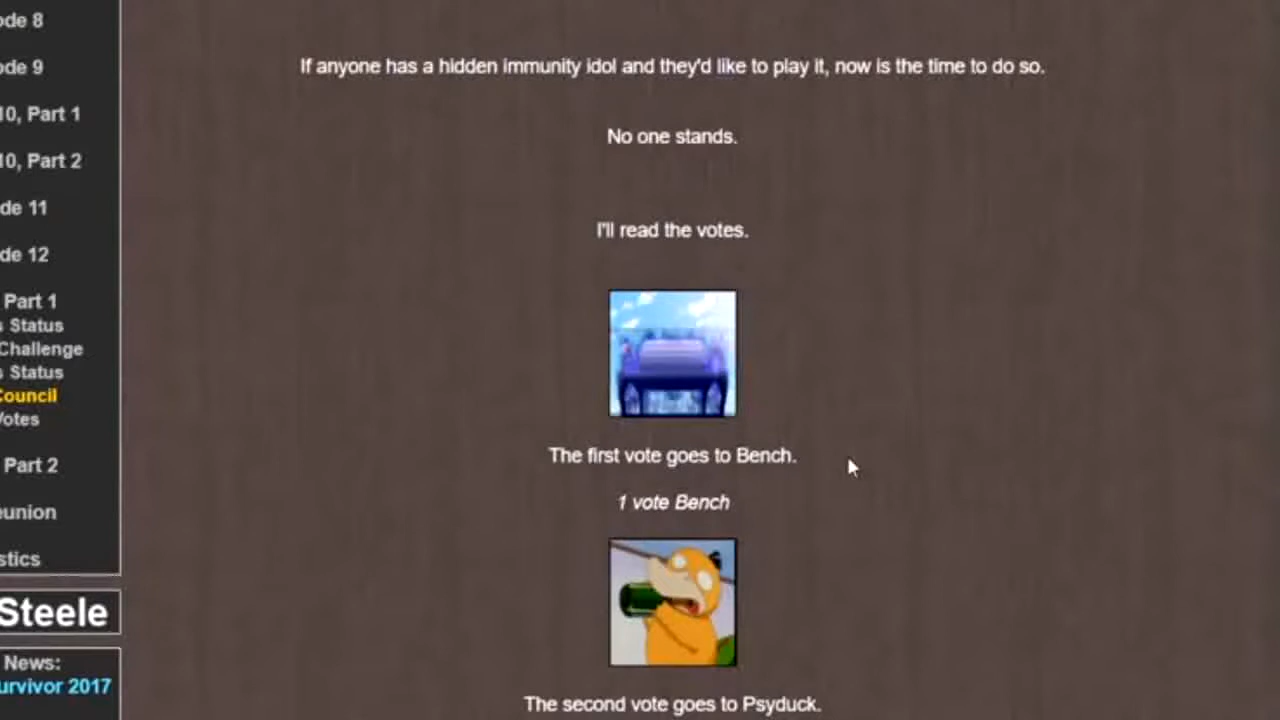 ode 8
ode 9
10, Part 1
10, Part 2
de 11
de 12
Part 1
s Status
Challenge
s Status
Council
Votes
Part 2
eunion
stics
Steele
News:
urvivor 2017
If anyone has a hidden immunity idol and they'd like to play it, now is the time to do so.
No one stands.
I'll read the votes.
The first vote goes to Bench.
1 vote Bench
The second vote goes to Psyduck.